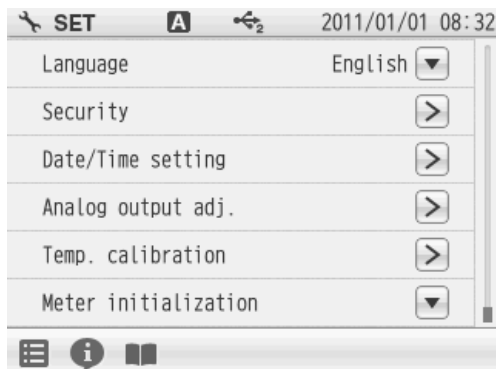 SET A 2 2011/01/01 08:32
Language English
Security
Date/Time setting
Analog output adj.
Temp. calibration
Meter initialization